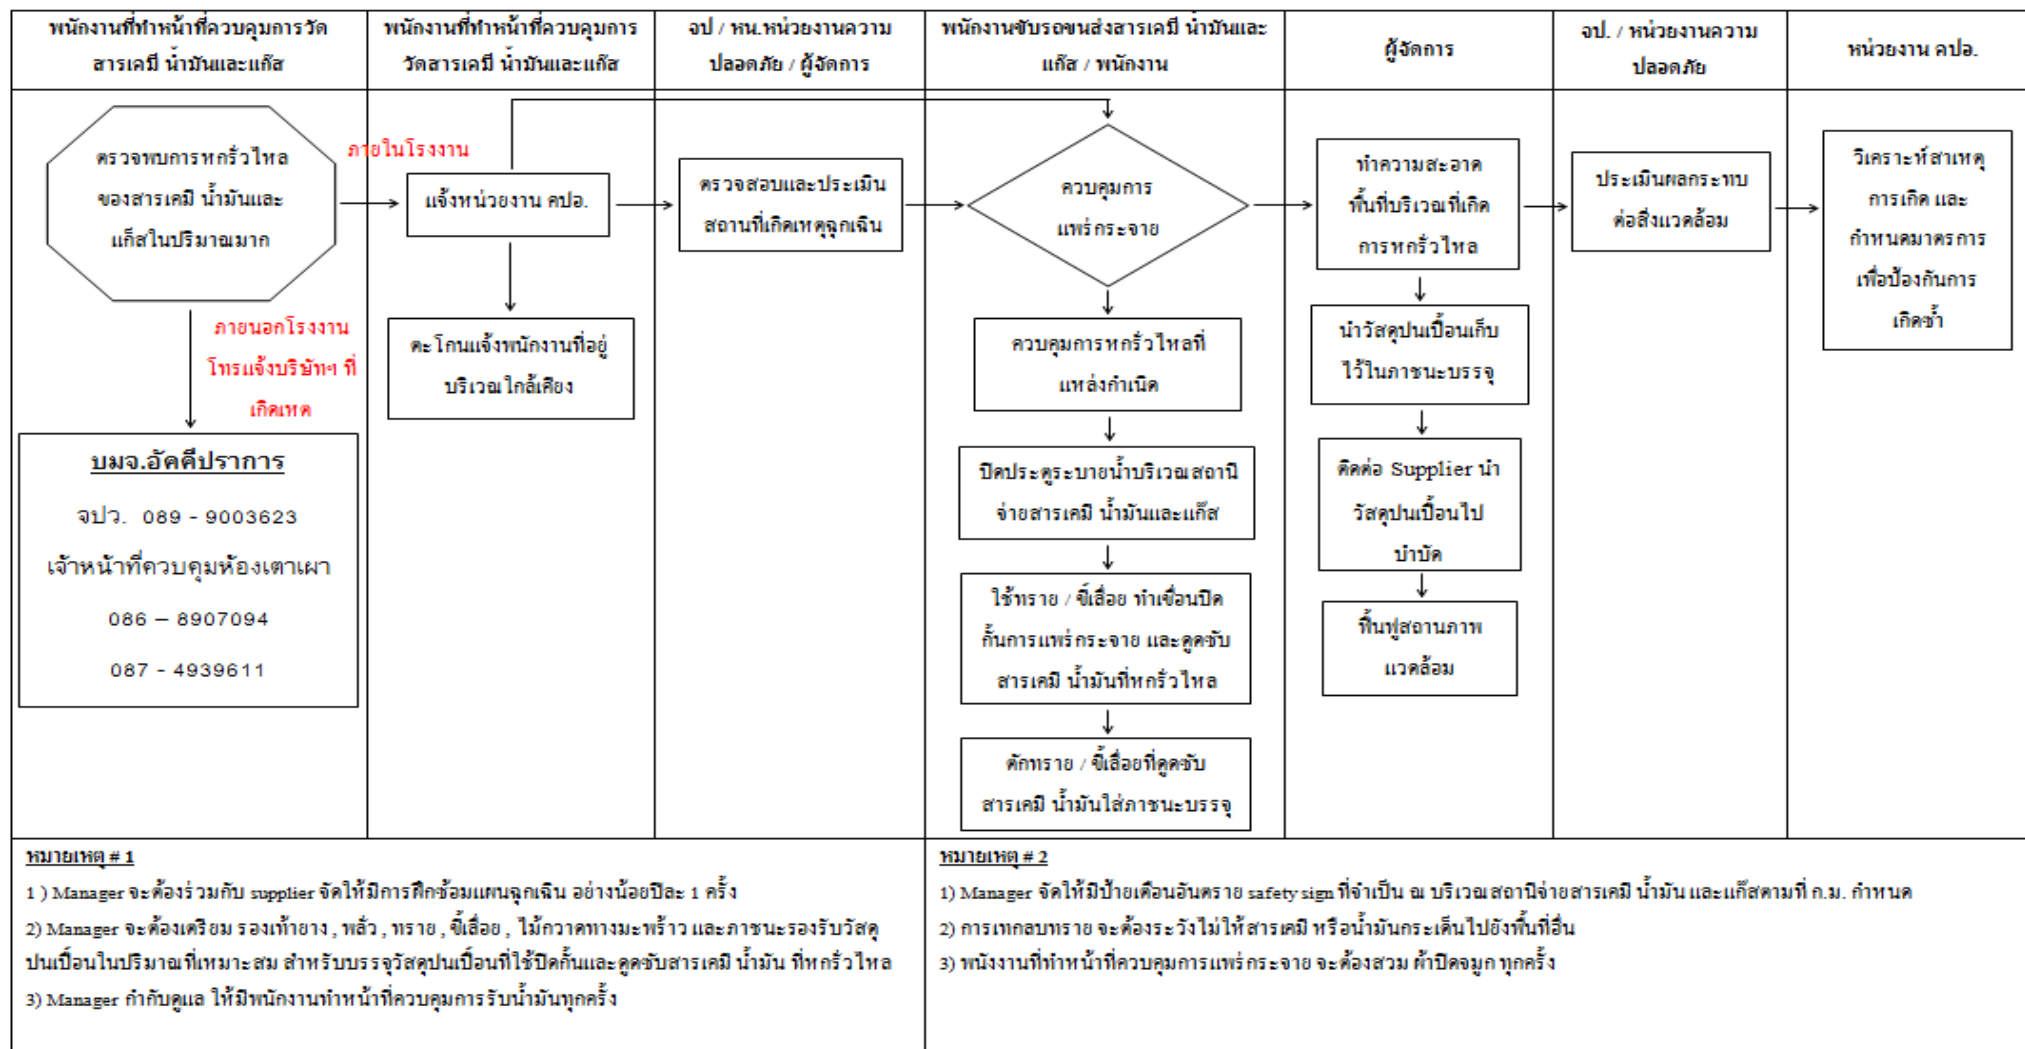 พนักงานที่ทำหน้าที่ควบคุมการวัด
สารเคมี น้ำมันและแก๊ส
พนักงานที่ทำหน้าที่ควบคุมการ
วัดสารเคมี น้ำมันและแก๊ส
จป / หน.หน่วยงานความ
ปลอดภัย / ผู้จัดการ
พนักงานขับรถขนส่งสารเคมี น้ำมันและ
แก๊ส / พนักงาน
ผู้จัดการ
จป. / หน่วยงานความ
ปลอดภัย
หน่วยงาน คปอ.
ตรวจพบการหกรั่วไหล
ของสารเคมี น้ำมันและ
แก็สในปริมาณมาก
ภายในโรงงาน
ภายนอกโรงงาน
โทรแจ้งบริษัทฯ ที่
เกิดเหต
บมจ.อัคคีปราการ
จปว. 089 - 9003623
เจ้าหน้าที่ควบคุมห้องเตาเผา
086 – 8907094
087 - 4939611
แจ้งหน่วยงาน คปอ.
ตะโกนแจ้งพนักงานที่อยู่
บริเวณใกล้เคียง
ตรวจสอบและประเมิน
สถานที่เกิดเหตุฉุกเฉิน
ควบคุมการ
แพร่กระจาย
ควบคุมการหกรั่วไหลที่
แหล่งกำเนิด
ปิดประตูระบายน้ำบริเวณสถานี
จ่ายสารเคมี น้ำมันและแก๊ส
ใช้ทราย / ขี้เลื่อย ทำเขื่อนปิด
กั้นการแพร่กระจาย และดูดซับ
สารเคมี น้ำมันที่หกรั่วไหล
ตักทราย / ขี้เลื่อยที่ดูดซับ
สารเคมี น้ำมันใส่ภาชนะบรรจุ
ทำความสะอาด
พื้นที่บริเวณที่เกิด
การหกรั่วไหล
นำวัสดุปนเปื้อนเก็บ
ไว้ในภาชนะบรรจุ
ติดต่อ Supplier นำ
วัสดุปนเปื้อนไป
บำบัด
ฟื้นฟูสถานภาพ
แวดล้อม
ประเมินผลกระทบ
ต่อสิ่งแวดล้อม
วิเคราะห์สาเหตุ
การเกิด และ
กำหนดมาตรการ
เพื่อป้องกันการ
เกิดซ้ำ
หมายเหตุ # 1
1 ) Manager จะต้องร่วมกับ supplier จัดให้มีการฝึกซ้อมแผนฉุกเฉิน อย่างน้อยปีละ 1 ครั้ง
2) Manager จะต้องเตรียม รองเท้ายาง , พลั่ว , ทราย , ขี้เลื่อย , ไม้กวาดทางมะพร้าว และภาชนะรองรับวัสดุ
ปนเปื้อนในปริมาณที่เหมาะสม สำหรับบรรจุวัสดุปนเปื้อนที่ใช้ปิดกั้นและดูดซับสารเคมี น้ำมัน ที่หกรั่วไหล
3) Manager กำกับดูแล ให้มีพนักงานทำหน้าที่ควบคุมการรับน้ำมันทุกครั้ง
หมายเหตุ # 2
1) Manager จัดให้มีป้ายเตือนอันตราย safety sign ที่จำเป็น ณ บริเวณสถานีจ่ายสารเคมี น้ำมัน และแก๊สตามที่ ก.ม. กำหนด
2) การเทกลบทราย จะต้องระวังไม่ให้สารเคมี หรือน้ำมันกระเด็นไปยังพื้นที่อื่น
3) พนังงานที่ทำหน้าที่ควบคุมการแพร่กระจาย จะต้องสวม ผ้าปิดจมูก ทุกครั้ง